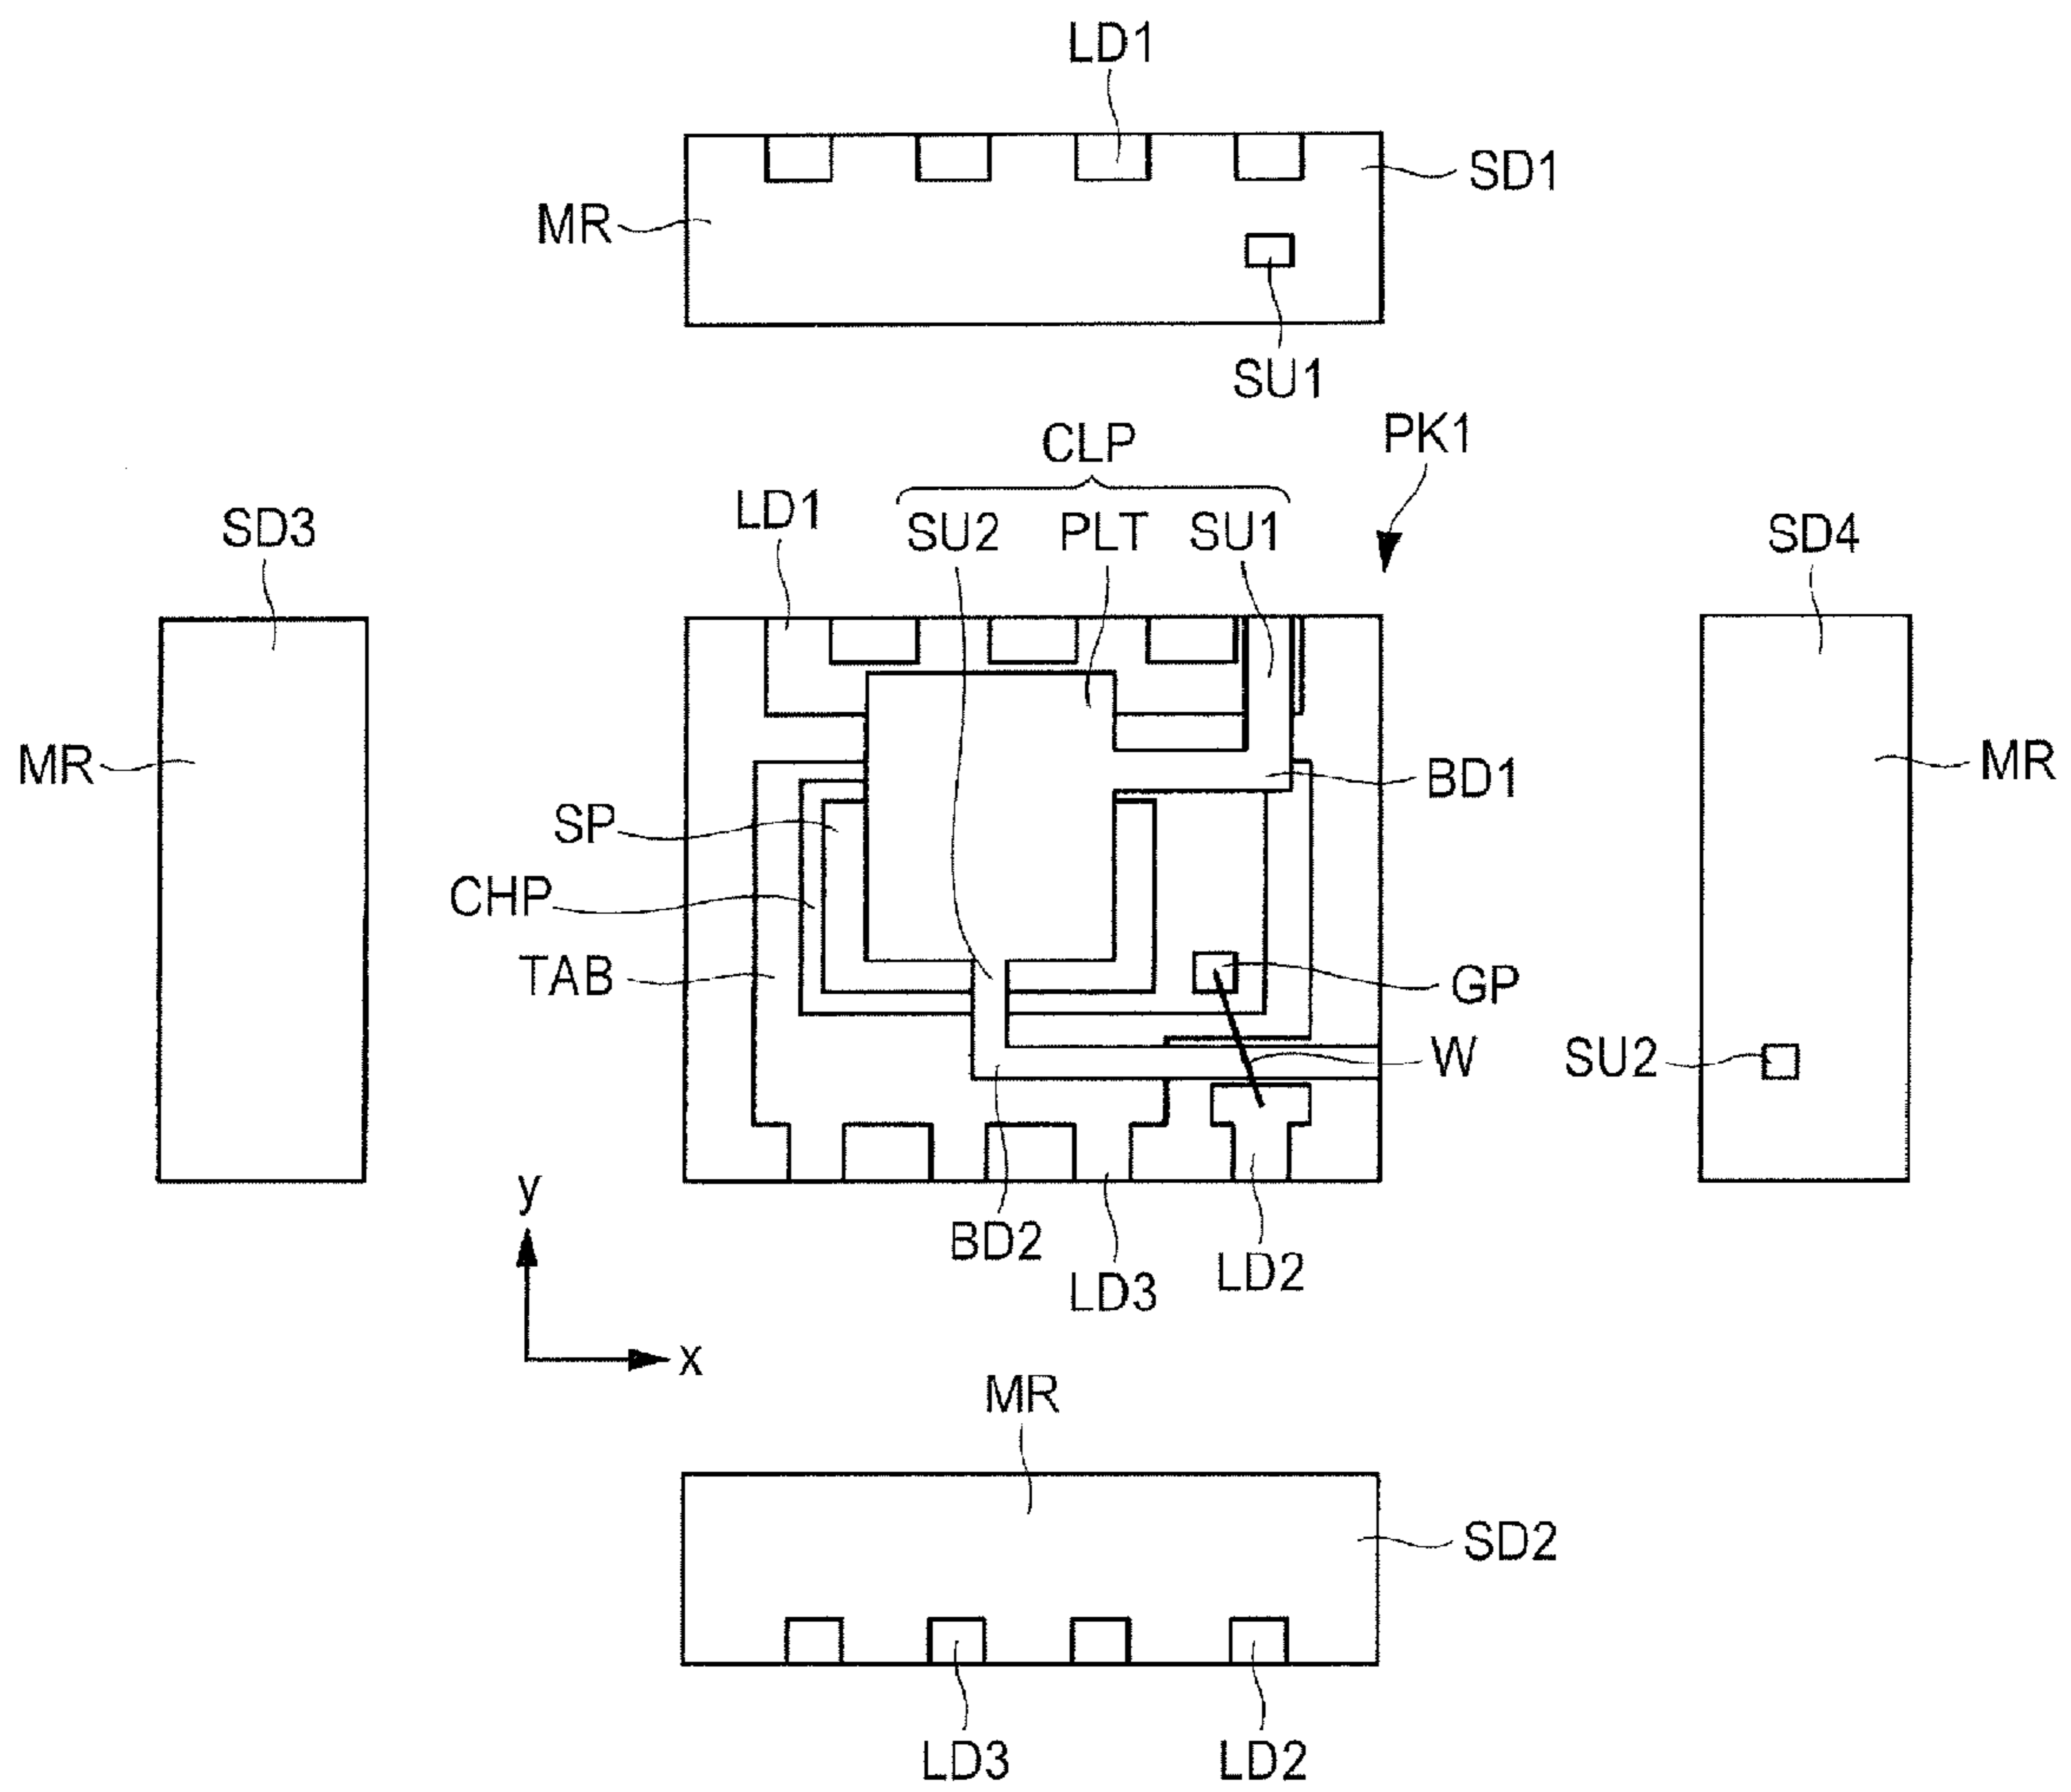 LD1
SD1
MR
SU1
CLP
PK1
LD1
SU2 PLT SU1
SD3
SD4
MR
MR
BD1
SP
CHP
TAB
GP
W
SU2
y
BD2
LD3
LD2
x
MR
SD2
LD3
LD2